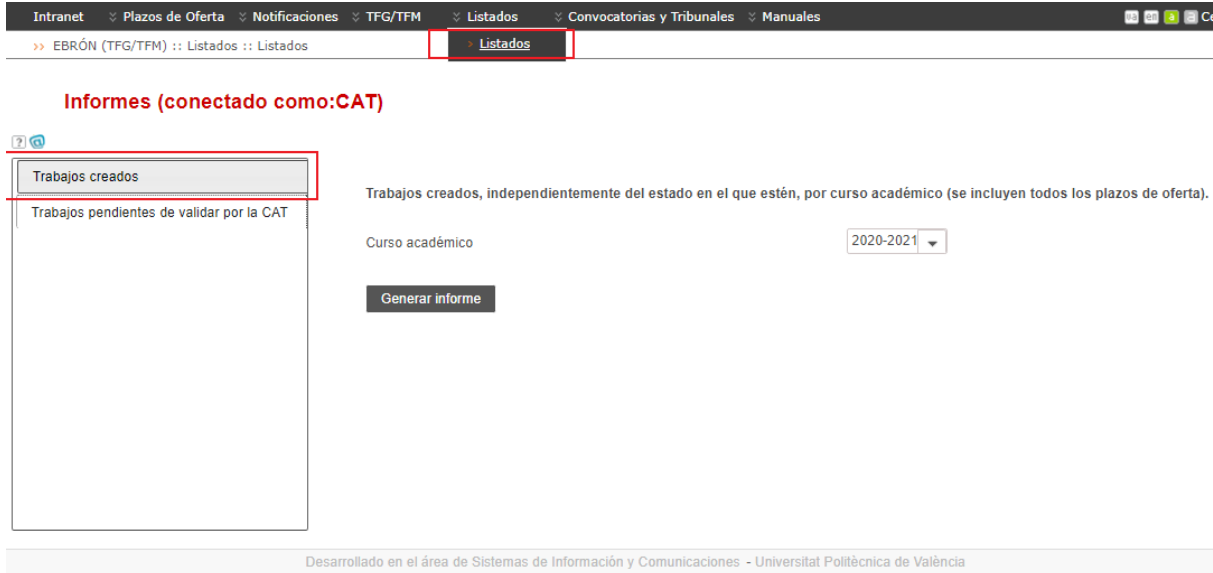 Intranet Plazos de Oferta Notificaciones TFG/TFM Listados Convocatorias y Tribunales Manuales
>> EBRÓN (TFG/TFM) :: Listados :: Listados
> Listados
Informes (conectado como:CAT)
Trabajos creados
Trabajos pendientes de validar por la CAT
Trabajos creados, independientemente del estado en el que estén, por curso académico (se incluyen todos los plazos de oferta).
Curso académico 2020-2021
Generar informe
Desarrollado en el área de Sistemas de Información y Comunicaciones - Universitat Politècnica de València